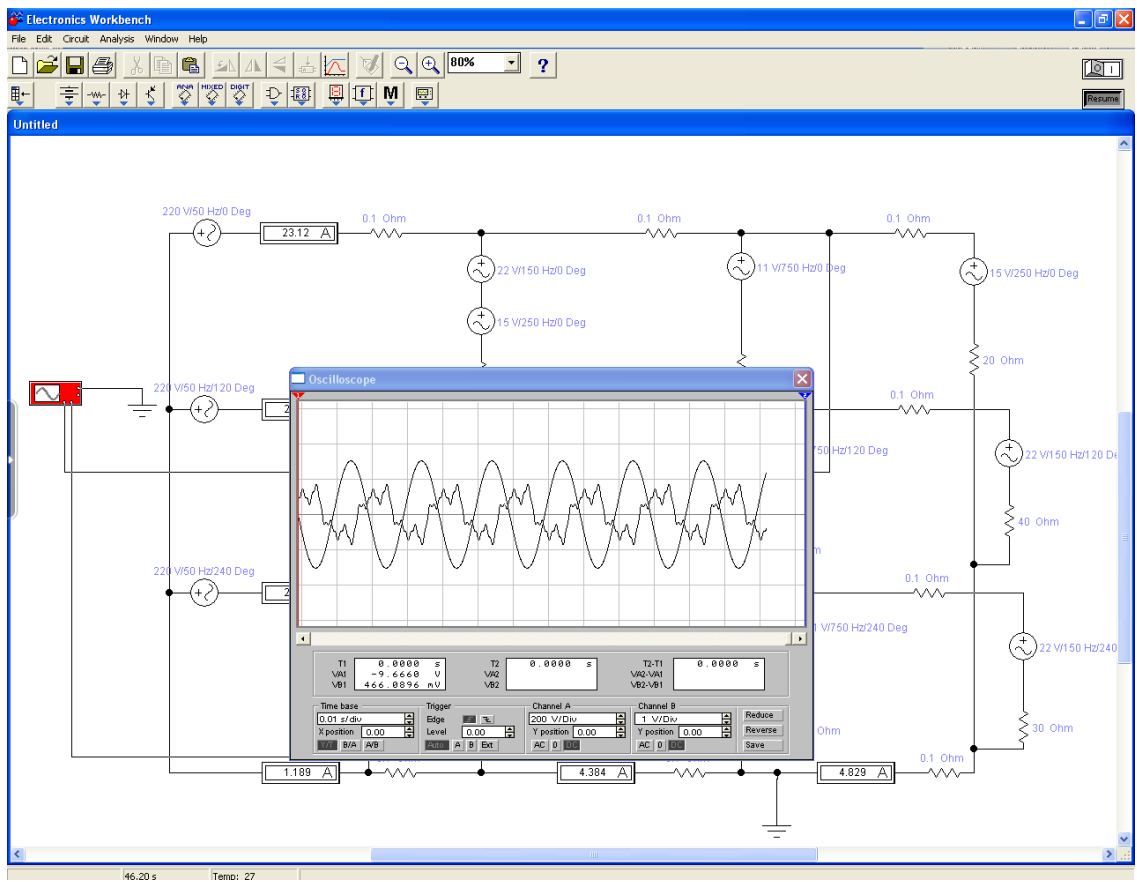 Electronics Workbench
File Edit Circuit Analysis Window Help
80%
?
ANA MIXED DIGIT
M
Resume
Untitled
220 V/50 Hz/0 Deg
23.12 A
0.1 Ohm
0.1 Ohm
0.1 Ohm
22 V/150 Hz/0 Deg
11 V/750 Hz/0 Deg
15 V/250 Hz/0 Deg
15 V/250 Hz/0 Deg
20 Ohm
220 V/50 Hz/120 Deg
2
0.1 Ohm
750 Hz/120 Deg
22 V/150 Hz/120 De
40 Ohm
220 V/50 Hz/240 Deg
2
0.1 Ohm
1 V/750 Hz/240 Deg
22 V/150 Hz/240
30 Ohm
Ohm
Oscilloscope
1
2
T1 0.0000 s
VA1 -9.6660 V
VB1 466.0896 mV
T2 0.0000 s
VA2
VB2
T2-T1 0.0000 s
VA2-VA1
VB2-VB1
Time base
0.01 s/div
X position 0.00
Y/T B/A A/B
Trigger
Edge
Level 0.00
Auto A B Ext
Channel A
200 V/Div
Y position 0.00
AC 0 DC
Channel B
1 V/Div
Y position 0.00
AC 0 DC
Reduce
Reverse
Save
1.189 A
4.384 A
4.829 A
0.1 Ohm
46.20 s
Temp: 27